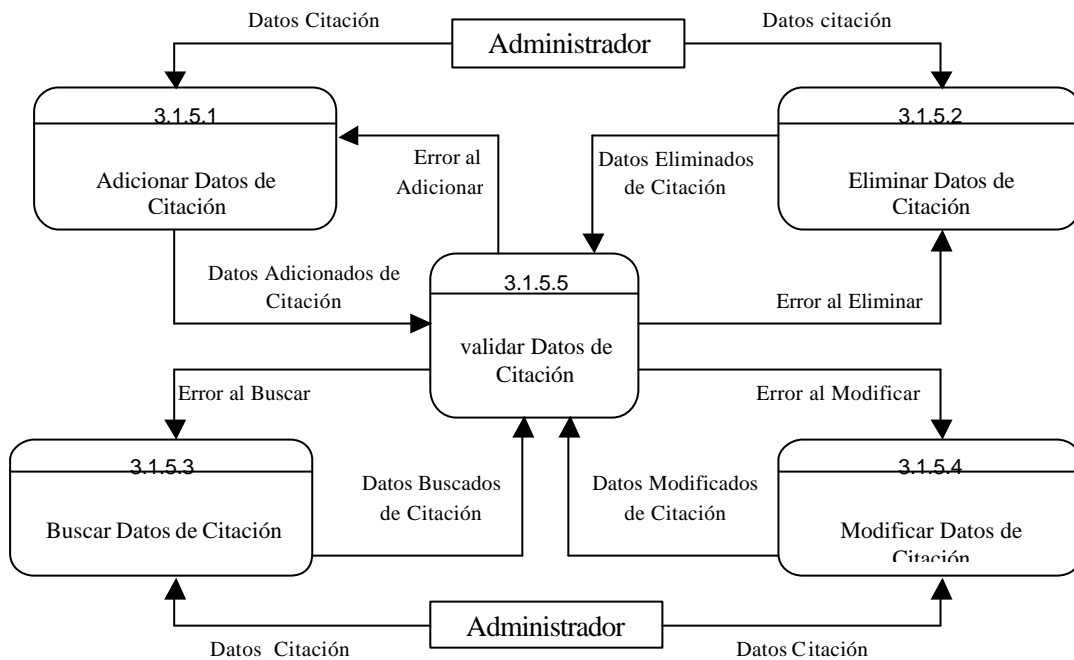 Datos Citación
Administrador
Datos citación
3.1.5.1
Adicionar Datos de
Citación
Error al
Adicionar
Datos Eliminados
de Citación
3.1.5.2
Eliminar Datos de
Citación
Datos Adicionados de
Citación
3.1.5.5
validar Datos de
Citación
Error al Eliminar
Error al Buscar
Error al Modificar
3.1.5.3
Buscar Datos de Citación
Datos Buscados
de Citación
Datos Modificados
de Citación
3.1.5.4
Modificar Datos de
Citación
Administrador
Datos Citación
Datos Citación